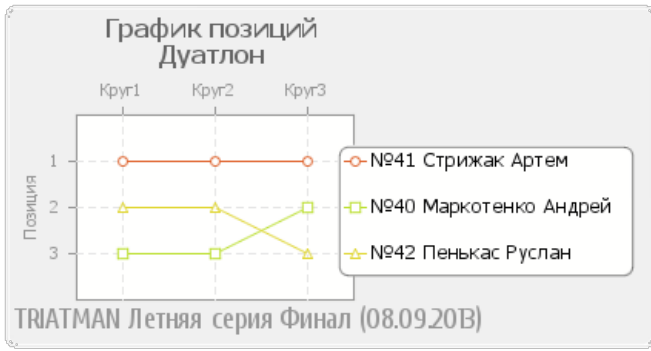 График позиций
Дуатлон
Круг1 Круг2 Круг3
Позиция
1
2
3
№41 Стрижак Артем
№40 Маркотенко Андрей
№42 Пенькас Руслан
TRIATMAN Летняя серия Финал (08.09.2013)